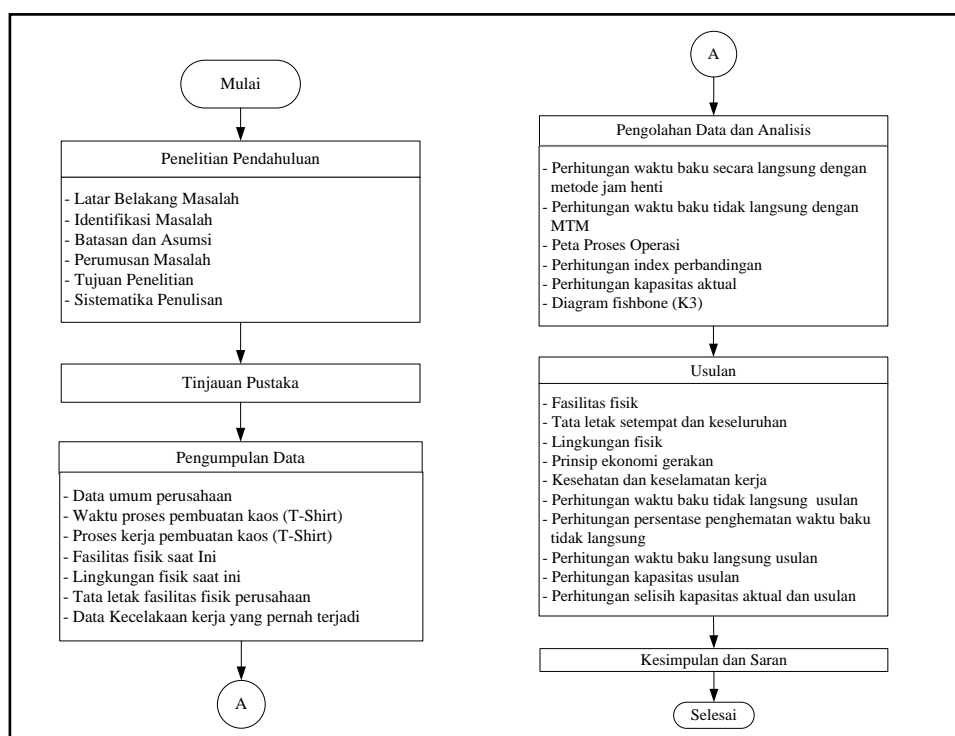 Mulai
Penelitian Pendahuluan
- Latar Belakang Masalah
- Identifikasi Masalah
- Batasan dan Asumsi
- Perumusan Masalah
- Tujuan Penelitian
- Sistematika Penulisan
Tinjauan Pustaka
Pengumpulan Data
- Data umum perusahaan
- Waktu proses pembuatan kaos (T-Shirt)
- Proses kerja pembuatan kaos (T-Shirt)
- Fasilitas fisik saat Ini
- Lingkungan fisik saat ini
- Tata letak fasilitas fisik perusahaan
- Data Kecelakaan kerja yang pernah terjadi
A
A
Pengolahan Data dan Analisis
- Perhitungan waktu baku secara langsung dengan
metode jam henti
- Perhitungan waktu baku tidak langsung dengan
MTM
- Peta Proses Operasi
- Perhitungan index perbandingan
- Perhitungan kapasitas aktual
- Diagram fishbone (K3)
Usulan
- Fasilitas fisik
- Tata letak setempat dan keseluruhan
- Lingkungan fisik
- Prinsip ekonomi gerakan
- Kesehatan dan keselamatan kerja
- Perhitungan waktu baku tidak langsung usulan
- Perhitungan persentase penghematan waktu baku
tidak langsung
- Perhitungan waktu baku langsung usulan
- Perhitungan kapasitas usulan
- Perhitungan selisih kapasitas aktual dan usulan
Kesimpulan dan Saran
Selesai